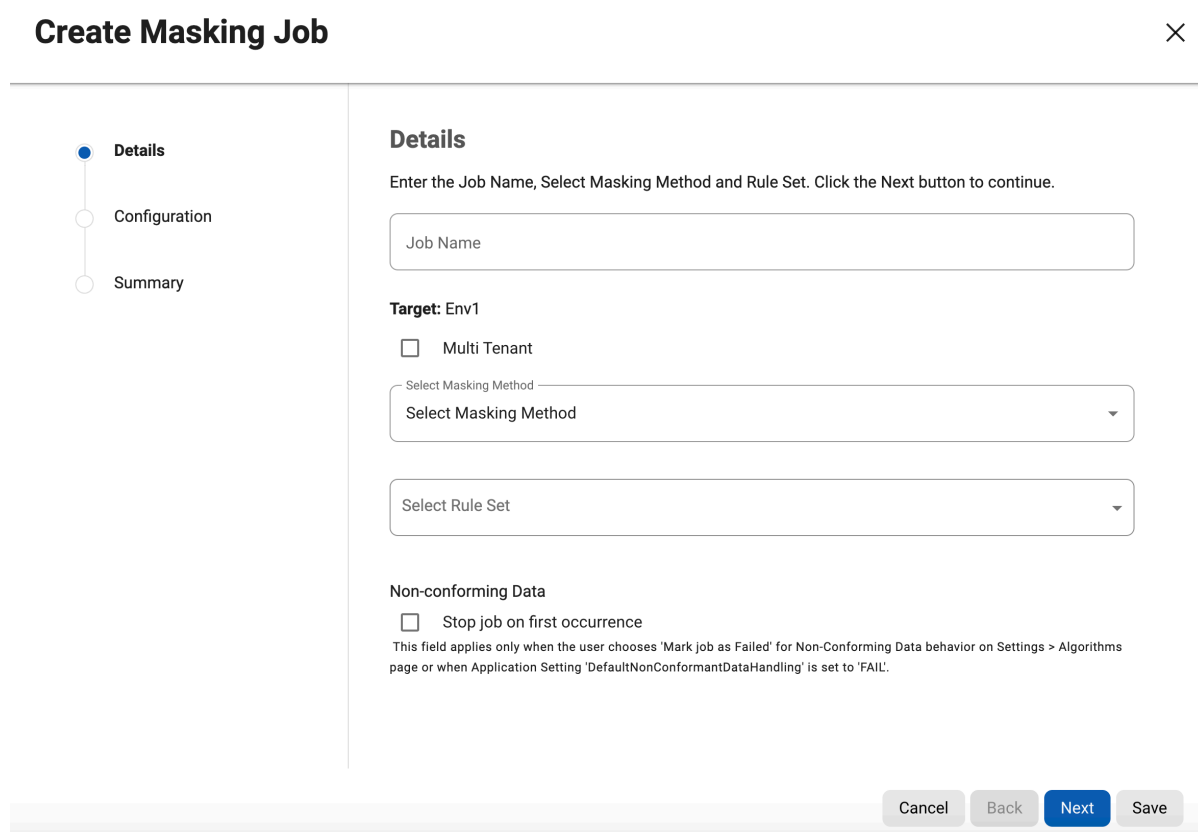 Create Masking Job
Details
Configuration
Summary
Details
Enter the Job Name, Select Masking Method and Rule Set. Click the Next button to continue.
Job Name
Target: Env1
Multi Tenant
Select Masking Method
Select Masking Method
Select Rule Set
Non-conforming Data
Stop job on first occurrence
This field applies only when the user chooses 'Mark job as Failed' for Non-Conforming Data behavior on Settings > Algorithms
page or when Application Setting 'DefaultNonConformantDataHandling' is set to 'FAIL'.
Cancel Back Next Save